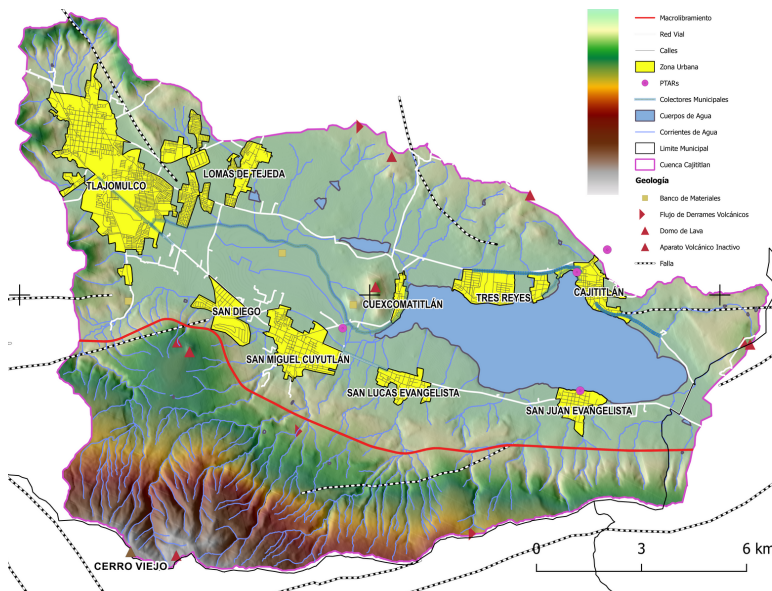 Macrolibramiento
Red Vial
Calles
Zona Urbana
PTARs
Colectores Municipales
Cuerpos de Agua
Corrientes de Agua
Limite Municipal
Cuenca Cajititlan
Geología
Banco de Materiales
Flujo de Derrames Volcánicos
Domo de Lava
Aparato Volcánico Inactivo
Falla
LOMAS DE TEJEDA
TLAJOMULCO
CUEXCOMATITLÁN
TRES REYES
CAJITITLÁN
SAN DIEGO
SAN MIGUEL CUYUTLÁN
SAN LUCAS EVANGELISTA
SAN JUAN EVANGELISTA
CERRO VIEJO
0 3 6 km